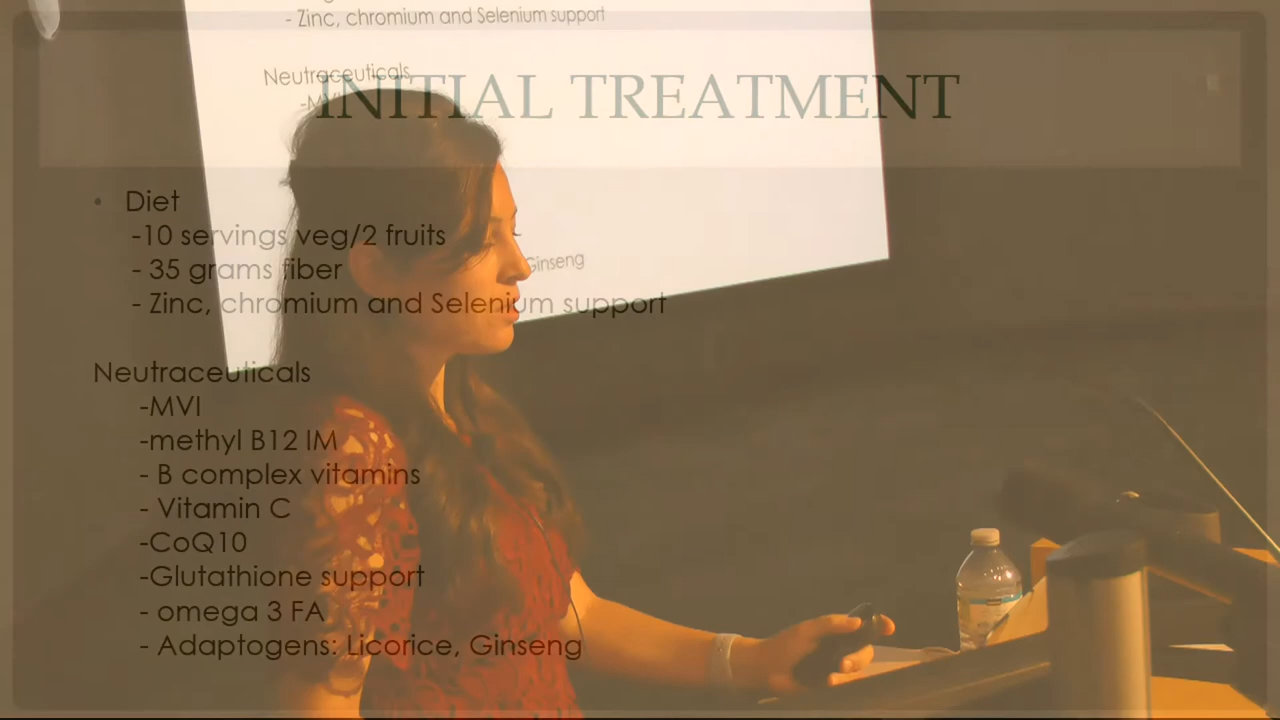 - Zinc, chromium and Selenium support
Neutraceuticals
Ginseng
INITIAL TREATMENT
• Diet
-10 servings veg/2 fruits
- 35 grams fiber
- Zinc, chromium and Selenium support
Neutraceuticals
-MVI
-methyl B12 IM
- B complex vitamins
- Vitamin C
-CoQ10
-Glutathione support
- omega 3 FA
- Adaptogens: Licorice, Ginseng